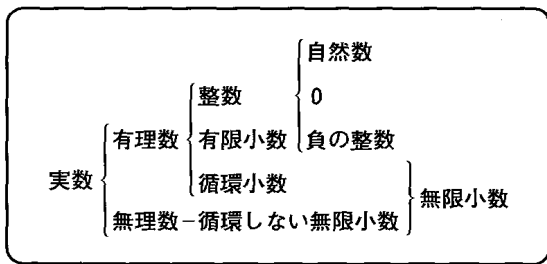 自然数
整数
0
有理数
有限小数
負の整数
実数
循環小数
無限小数
無理数-循環しない無限小数